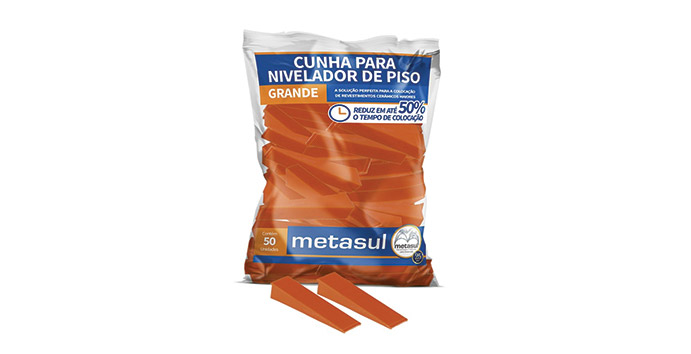 CUNHA PARA
NIVELADOR DE PISO
GRANDE
A SOLUÇÃO PERFEITA PARA A COLOCAÇÃO
DE REVESTIMENTOS CERÂMICOS MAIORES
REDUZ EM ATÉ 50%
O TEMPO DE COLOCAÇÃO
Contém
50
Unidades
metasul
metasul